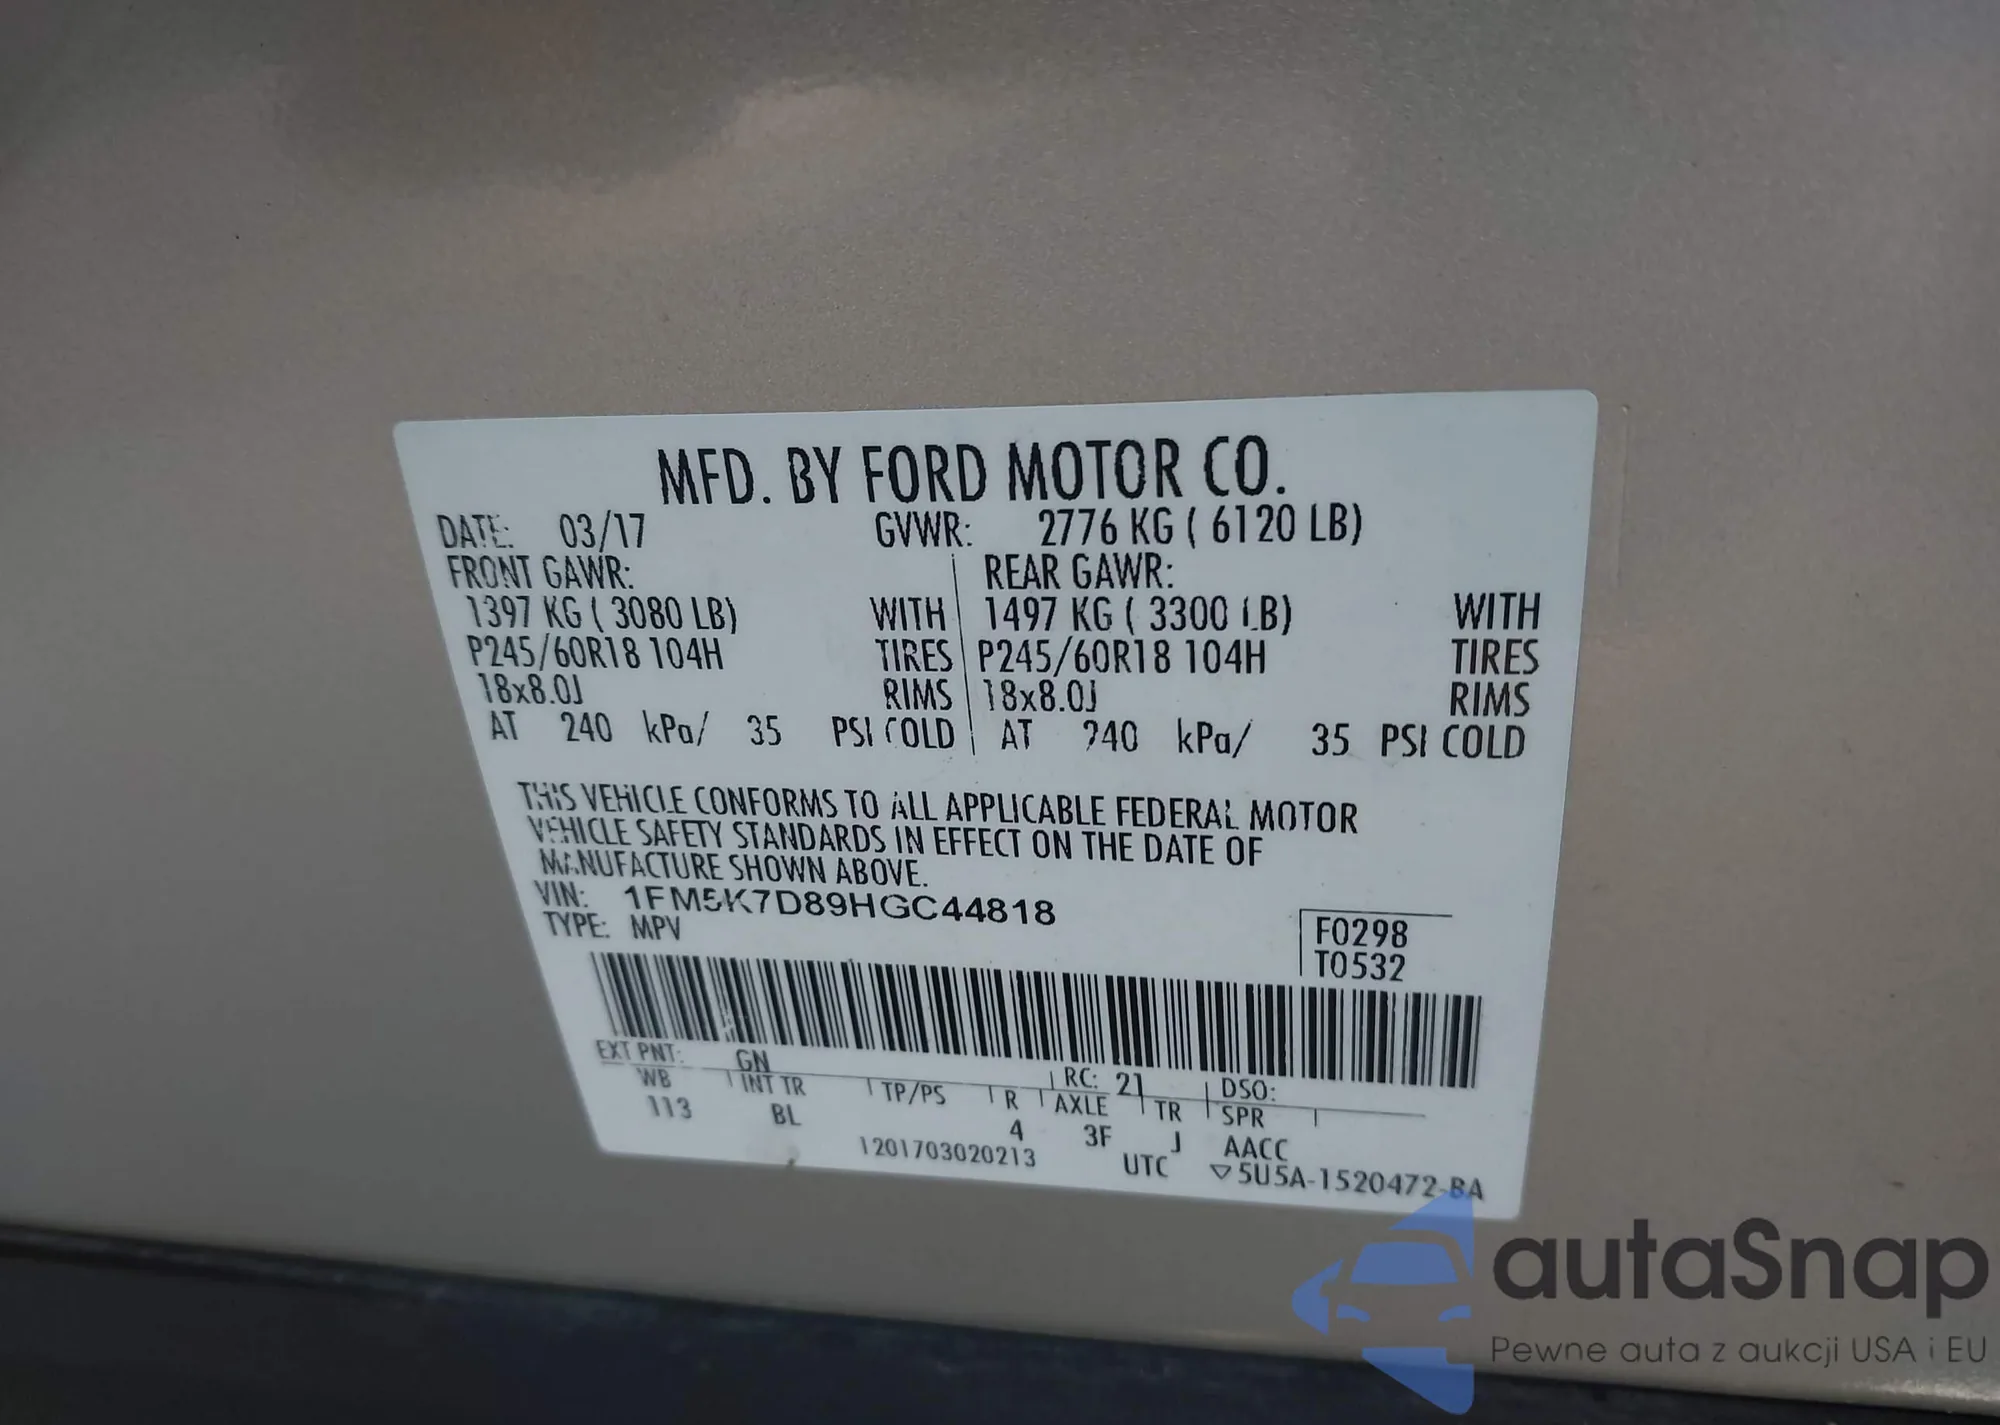 MFD. BY FORD MOTOR CO.
DATE: 03/17 GVWR: 2776 KG ( 6120 LB)
FRONT GAWR: REAR GAWR:
1397 KG ( 3080 LB) WITH 1497 KG ( 3300 LB) WITH
P245/60R18 104H TIRES P245/60R18 104H TIRES
18x8.0J RIMS 18x8.0J RIMS
AT 240 kPa/ 35 PSI COLD AT 240 kPa/ 35 PSI COLD
THIS VEHICLE CONFORMS TO ALL APPLICABLE FEDERAL MOTOR
VEHICLE SAFETY STANDARDS IN EFFECT ON THE DATE OF
MANUFACTURE SHOWN ABOVE.
VIN: 1FM5K7D89HGC44818
TYPE: MPV
F0298
T0532
EXT PNT: GN RC: 21 DSO:
WB INT TR TP/PS R AXLE TR SPR
113 BL 4 3F J AACC
1201703020213 UTC ▽5U5A-1520472-BA
autaSnap
Pewne auta z aukcji USA i EU